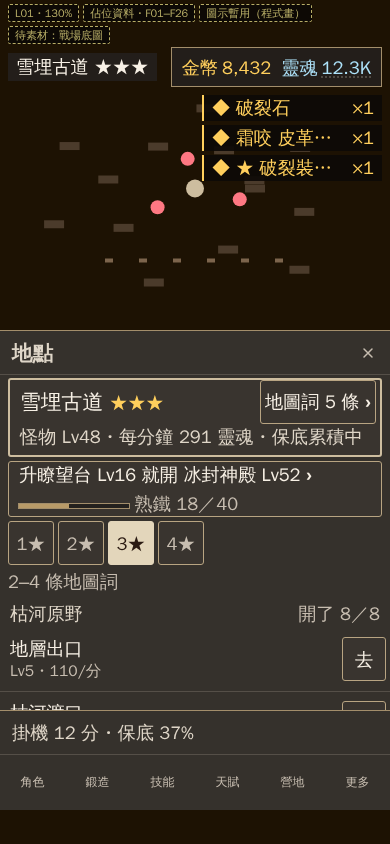 L01・130% 佔位資料・F01–F26 圖示暫用（程式畫）
待素材：戰場底圖
雪埋古道 ★★★
金幣 8,432 靈魂 12.3K
◆ 破裂石 ×1
◆ 霜咬 皮革⋯ ×1
◆ ★ 破裂裝⋯ ×1
地點 ×
雪埋古道 ★★★ 地圖詞 5 條 ›
怪物 Lv48・每分鐘 291 靈魂・保底累積中
升瞭望台 Lv16 就開 冰封神殿 Lv52 ›
熟鐵 18／40
1★ 2★ 3★ 4★
2–4 條地圖詞
枯河原野 開了 8／8
地層出口 去
Lv5・110/分
掛機 12 分・保底 37%
角色 鍛造 技能 天賦 營地 更多